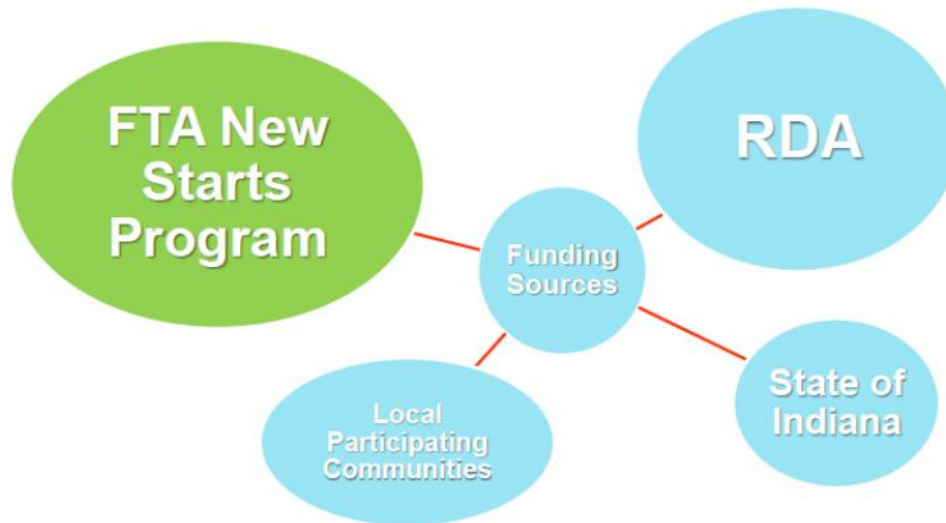 FTA New
Starts
Program
RDA
Funding
Sources
State of
Indiana
Local
Participating
Communities